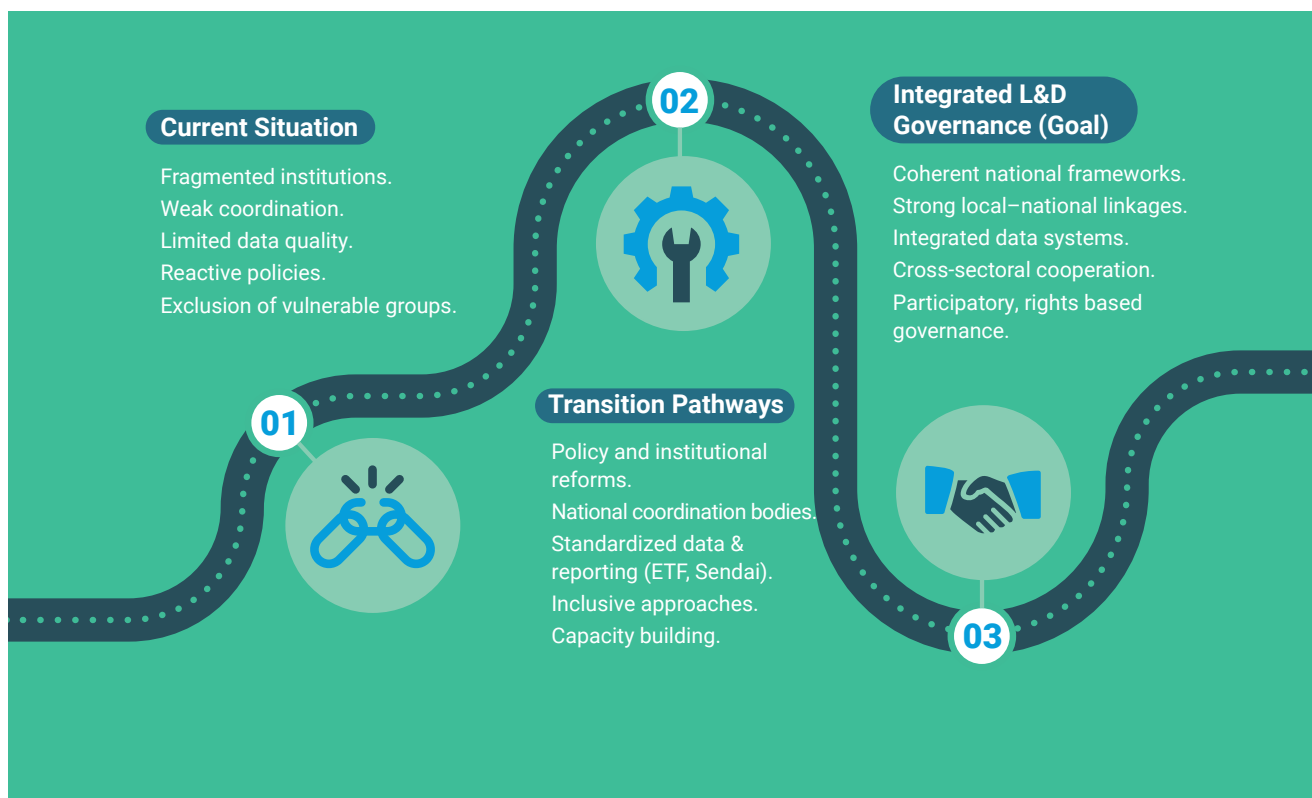 01
Current Situation
Fragmented institutions.
Weak coordination.
Limited data quality.
Reactive policies.
Exclusion of vulnerable groups.
02
Transition Pathways
Policy and institutional
reforms.
National coordination bodies.
Standardized data &
reporting (ETF, Sendai).
Inclusive approaches.
Capacity building.
03
Integrated L&D
Governance (Goal)
Coherent national frameworks.
Strong local–national linkages.
Integrated data systems.
Cross-sectoral cooperation.
Participatory, rights based
governance.